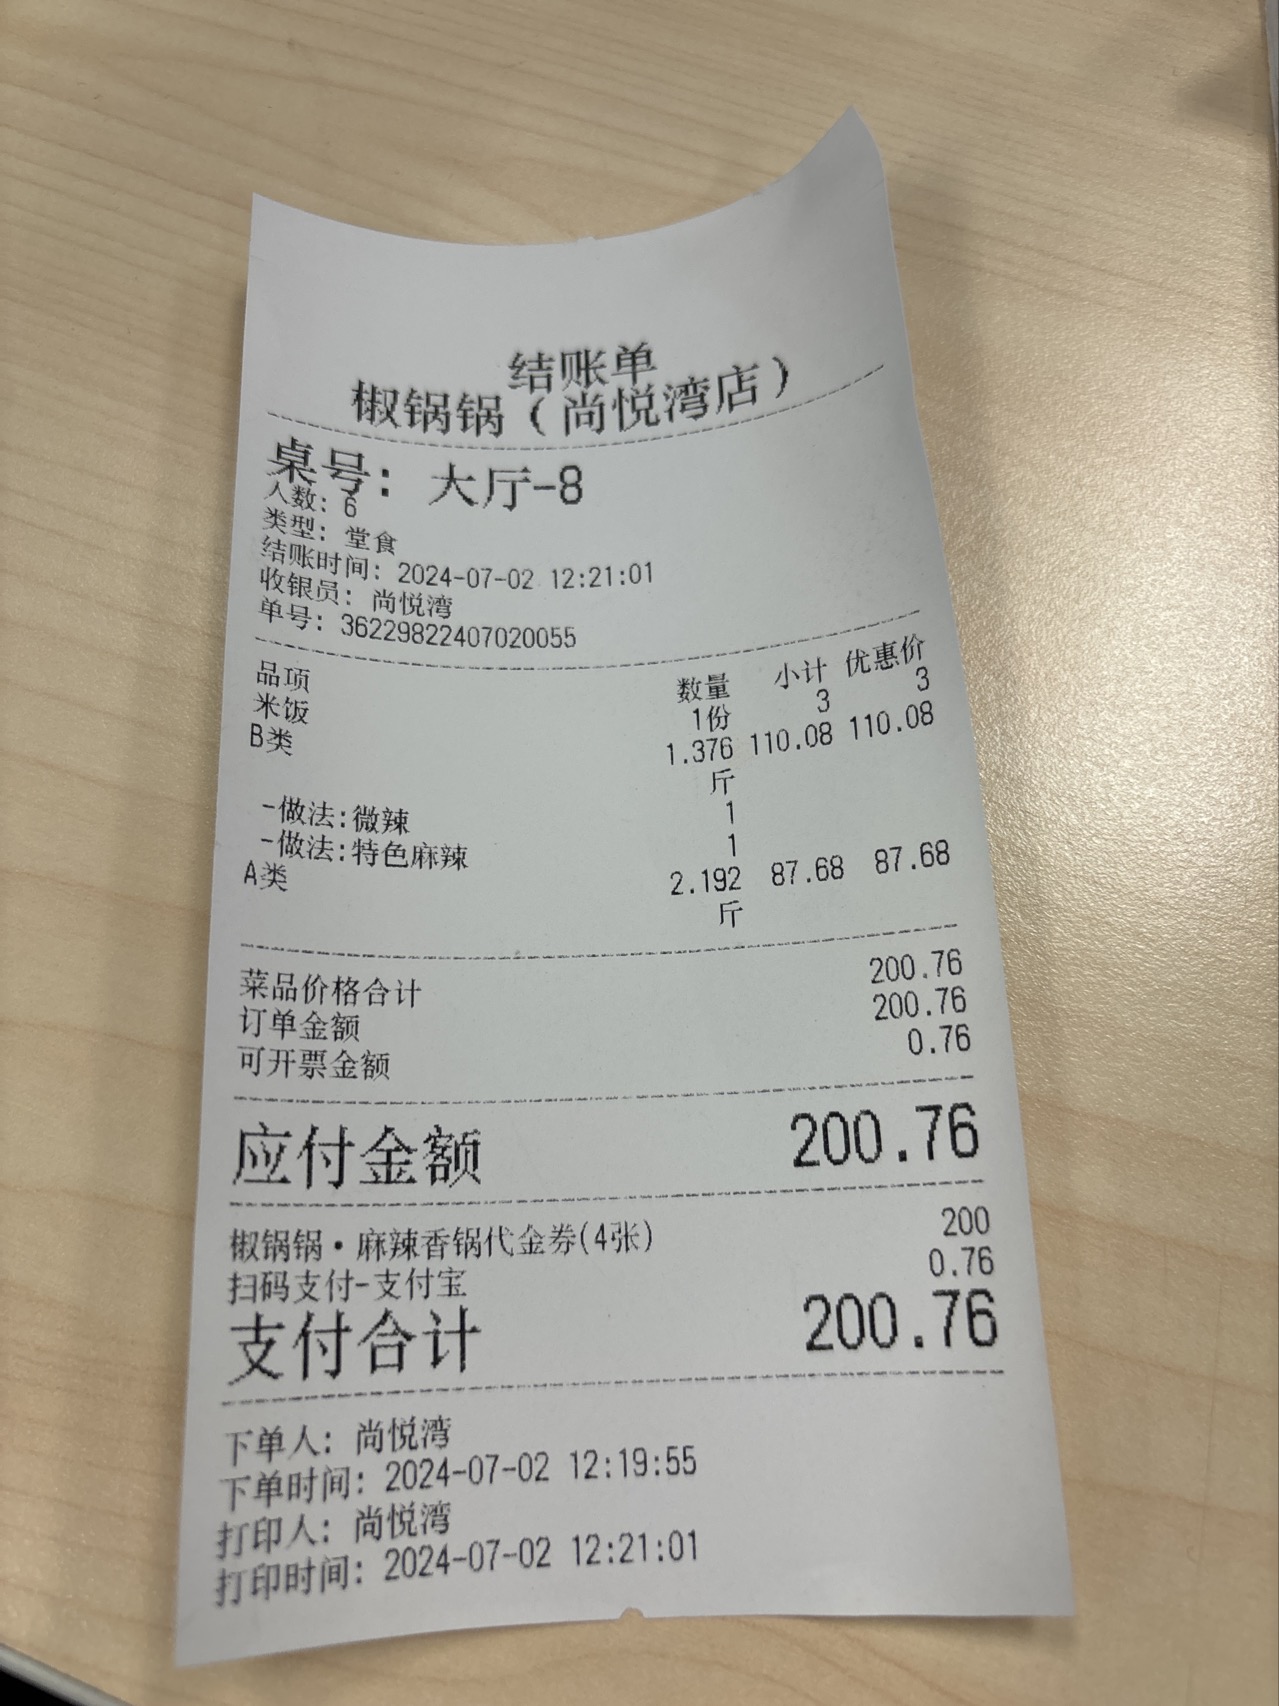 结账单
椒锅锅（尚悦湾店）
桌号： 大厅-8
人数: 6
类型: 堂食
结账时间: 2024-07-02 12:21:01
收银员: 尚悦湾
单号: 36229822407020055
品项 数量 小计 优惠价
米饭 1份 3 3
B类 1.376 110.08 110.08
斤
-做法:微辣 1
-做法:特色麻辣 1
A类 2.192 87.68 87.68
斤
菜品价格合计 200.76
订单金额 200.76
可开票金额 0.76
应付金额 200.76
椒锅锅•麻辣香锅代金券(4张) 200
扫码支付-支付宝 0.76
支付合计 200.76
下单人: 尚悦湾
下单时间: 2024-07-02 12:19:55
打印人: 尚悦湾
打印时间: 2024-07-02 12:21:01